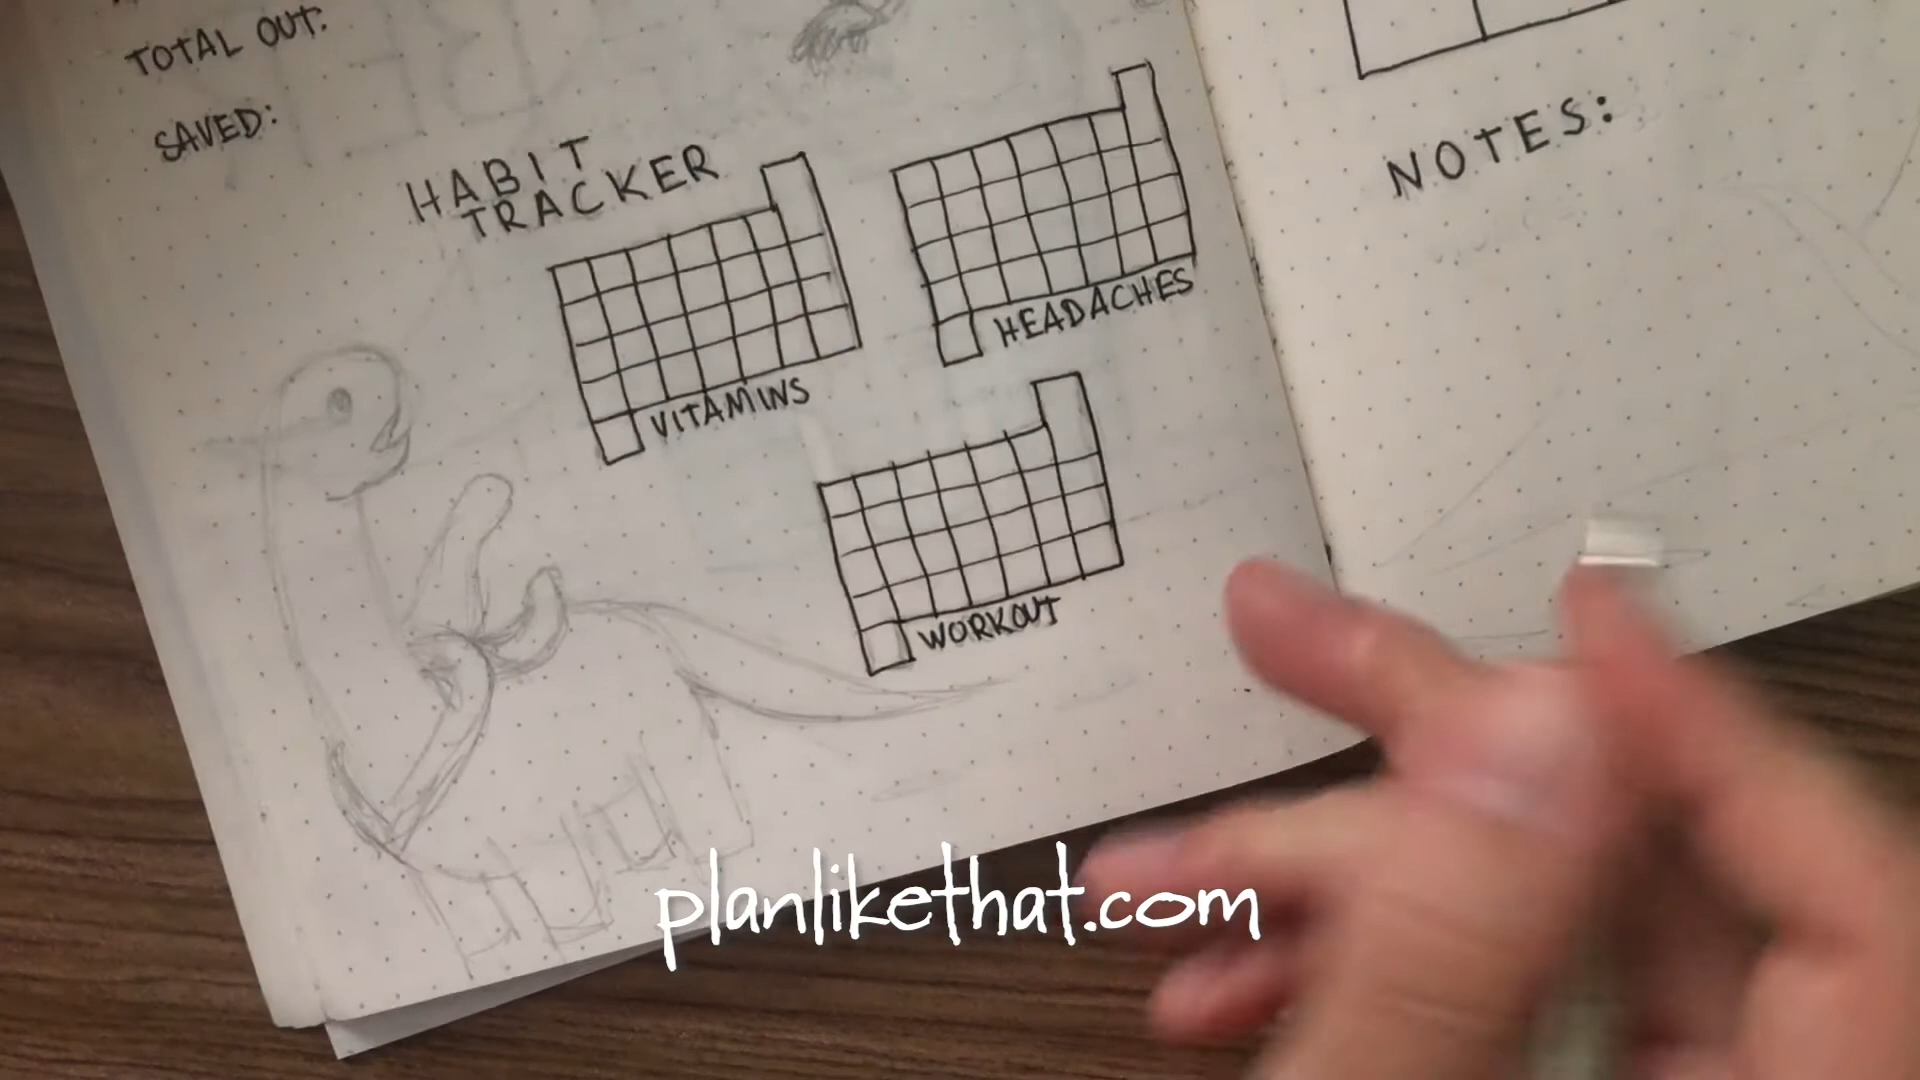 TOTAL OUT:
SAVED:
HABIT
TRACKER
VITAMINS
HEADACHES
WORKOUT
NOTES:
planlikethat.com